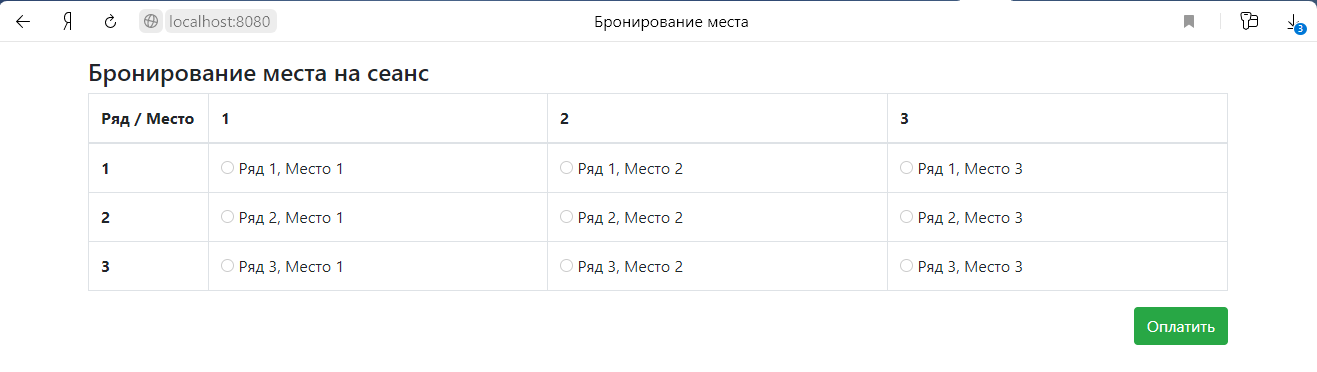 Я localhost:8080 Бронирование места 3
Бронирование места на сеанс
Ряд / Место 1 2 3
1 Ряд 1, Место 1 Ряд 1, Место 2 Ряд 1, Место 3
2 Ряд 2, Место 1 Ряд 2, Место 2 Ряд 2, Место 3
3 Ряд 3, Место 1 Ряд 3, Место 2 Ряд 3, Место 3
Оплатить